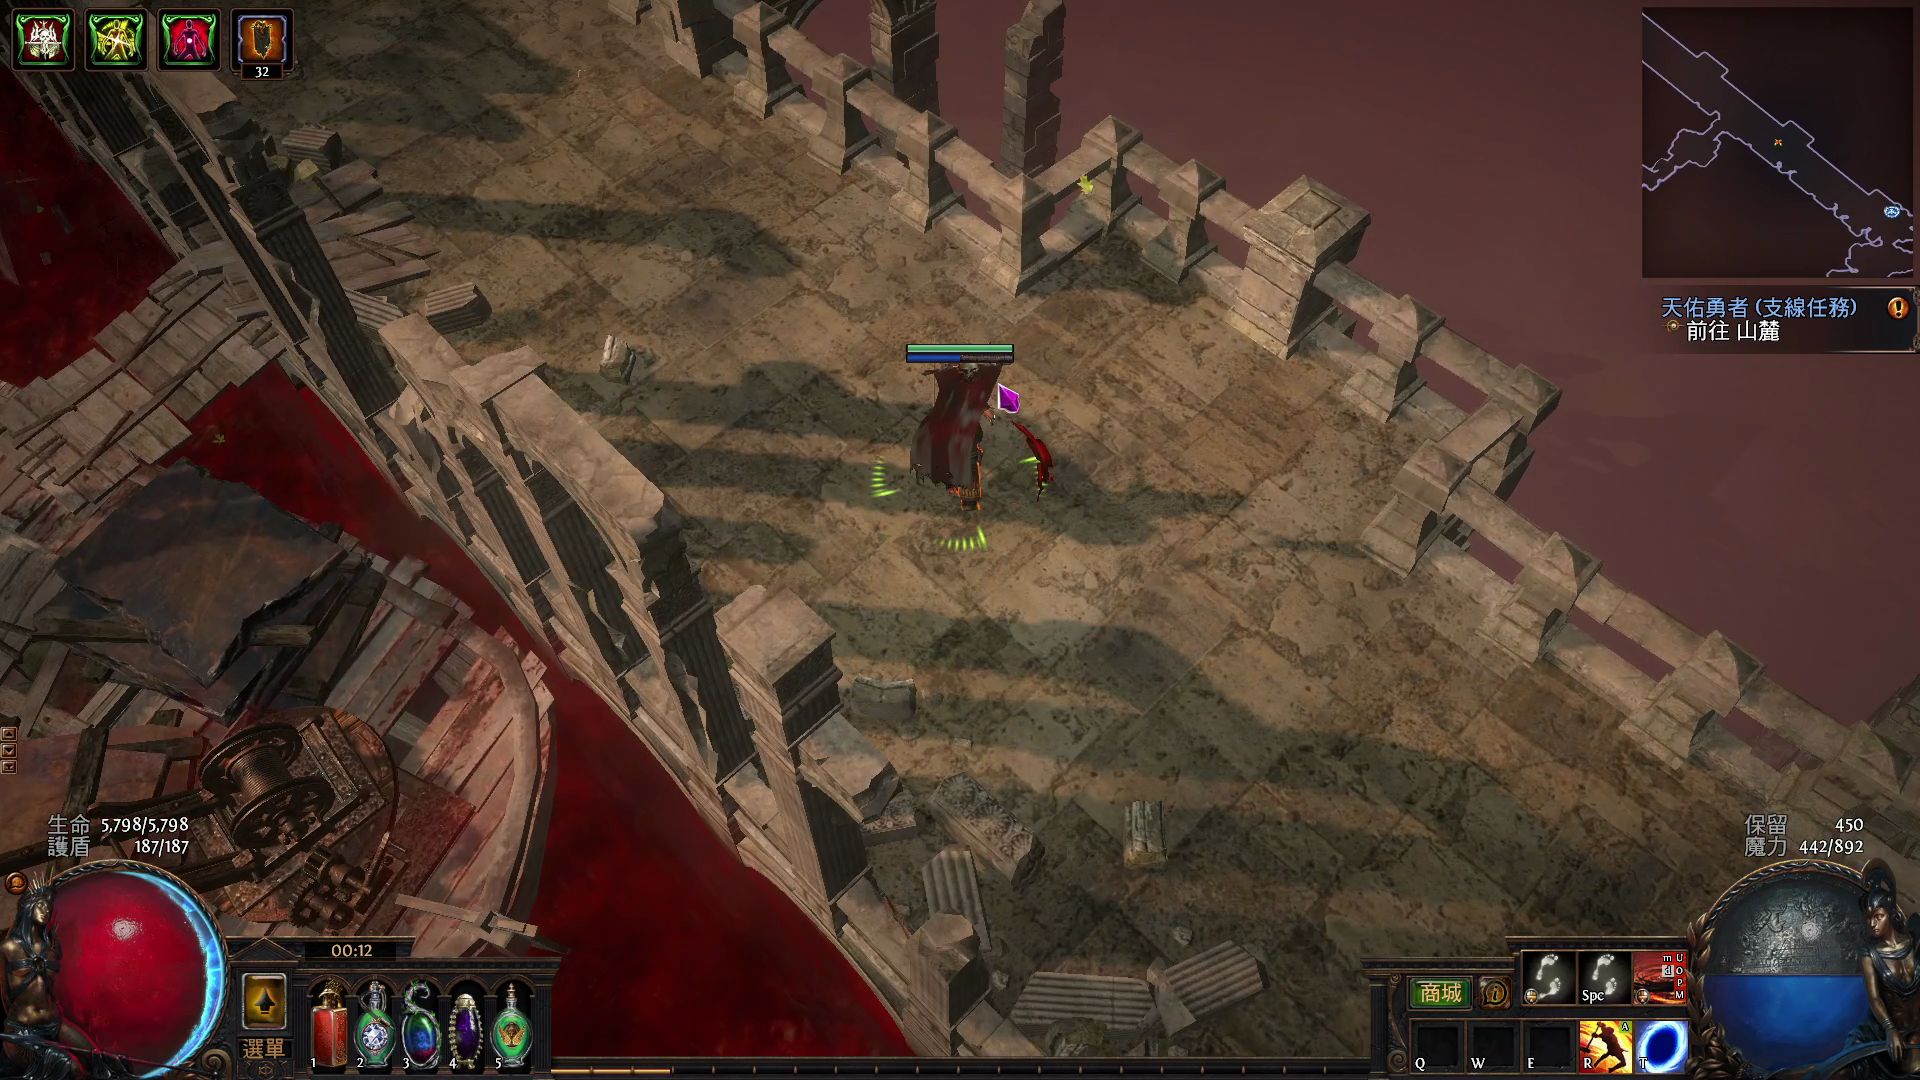 32
天佑勇者 (支線任務)
前往 山麓
生命 5,798/5,798
護盾 187/187
保留 450
魔力 442/892
00:12
選單
1 2 3 4 5
商城
Spc
m U
d O
P
M
Q W E R A T